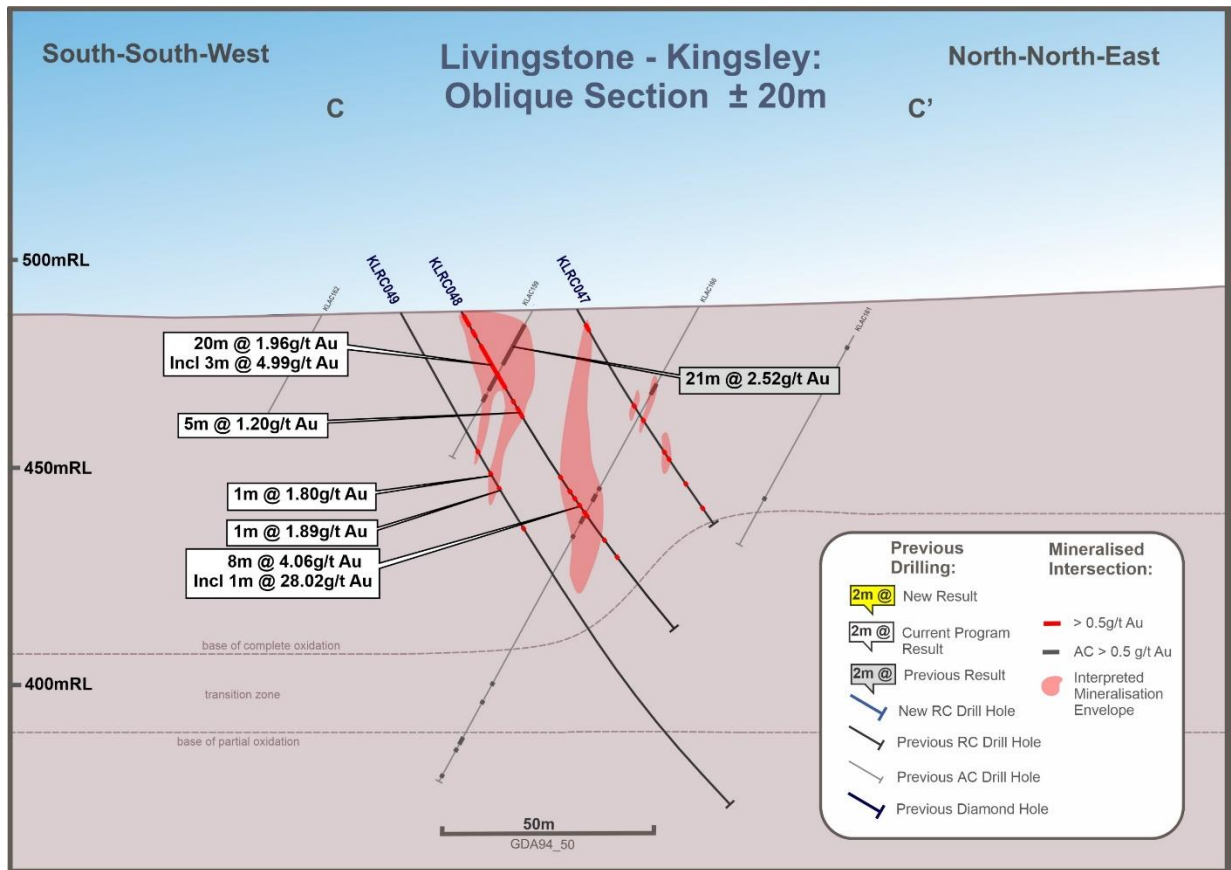 South-South-West
Livingstone - Kingsley:
Oblique Section ± 20m
North-North-East
C
C'
500mRL
KLAC162
KLRC049
KLRC048
KLAC159
KLRC047
KLAC160
KLAC161
20m @ 1.96g/t Au
Incl 3m @ 4.99g/t Au
21m @ 2.52g/t Au
5m @ 1.20g/t Au
450mRL
1m @ 1.80g/t Au
1m @ 1.89g/t Au
8m @ 4.06g/t Au
Incl 1m @ 28.02g/t Au
base of complete oxidation
400mRL
transition zone
base of partial oxidation
50m
GDA94_50
Previous
Drilling:
2m @
New Result
2m @
Current Program
Result
2m @
Previous Result
New RC Drill Hole
Previous RC Drill Hole
Previous AC Drill Hole
Previous Diamond Hole
Mineralised
Intersection:
> 0.5g/t Au
AC > 0.5 g/t Au
Interpreted
Mineralisation
Envelope